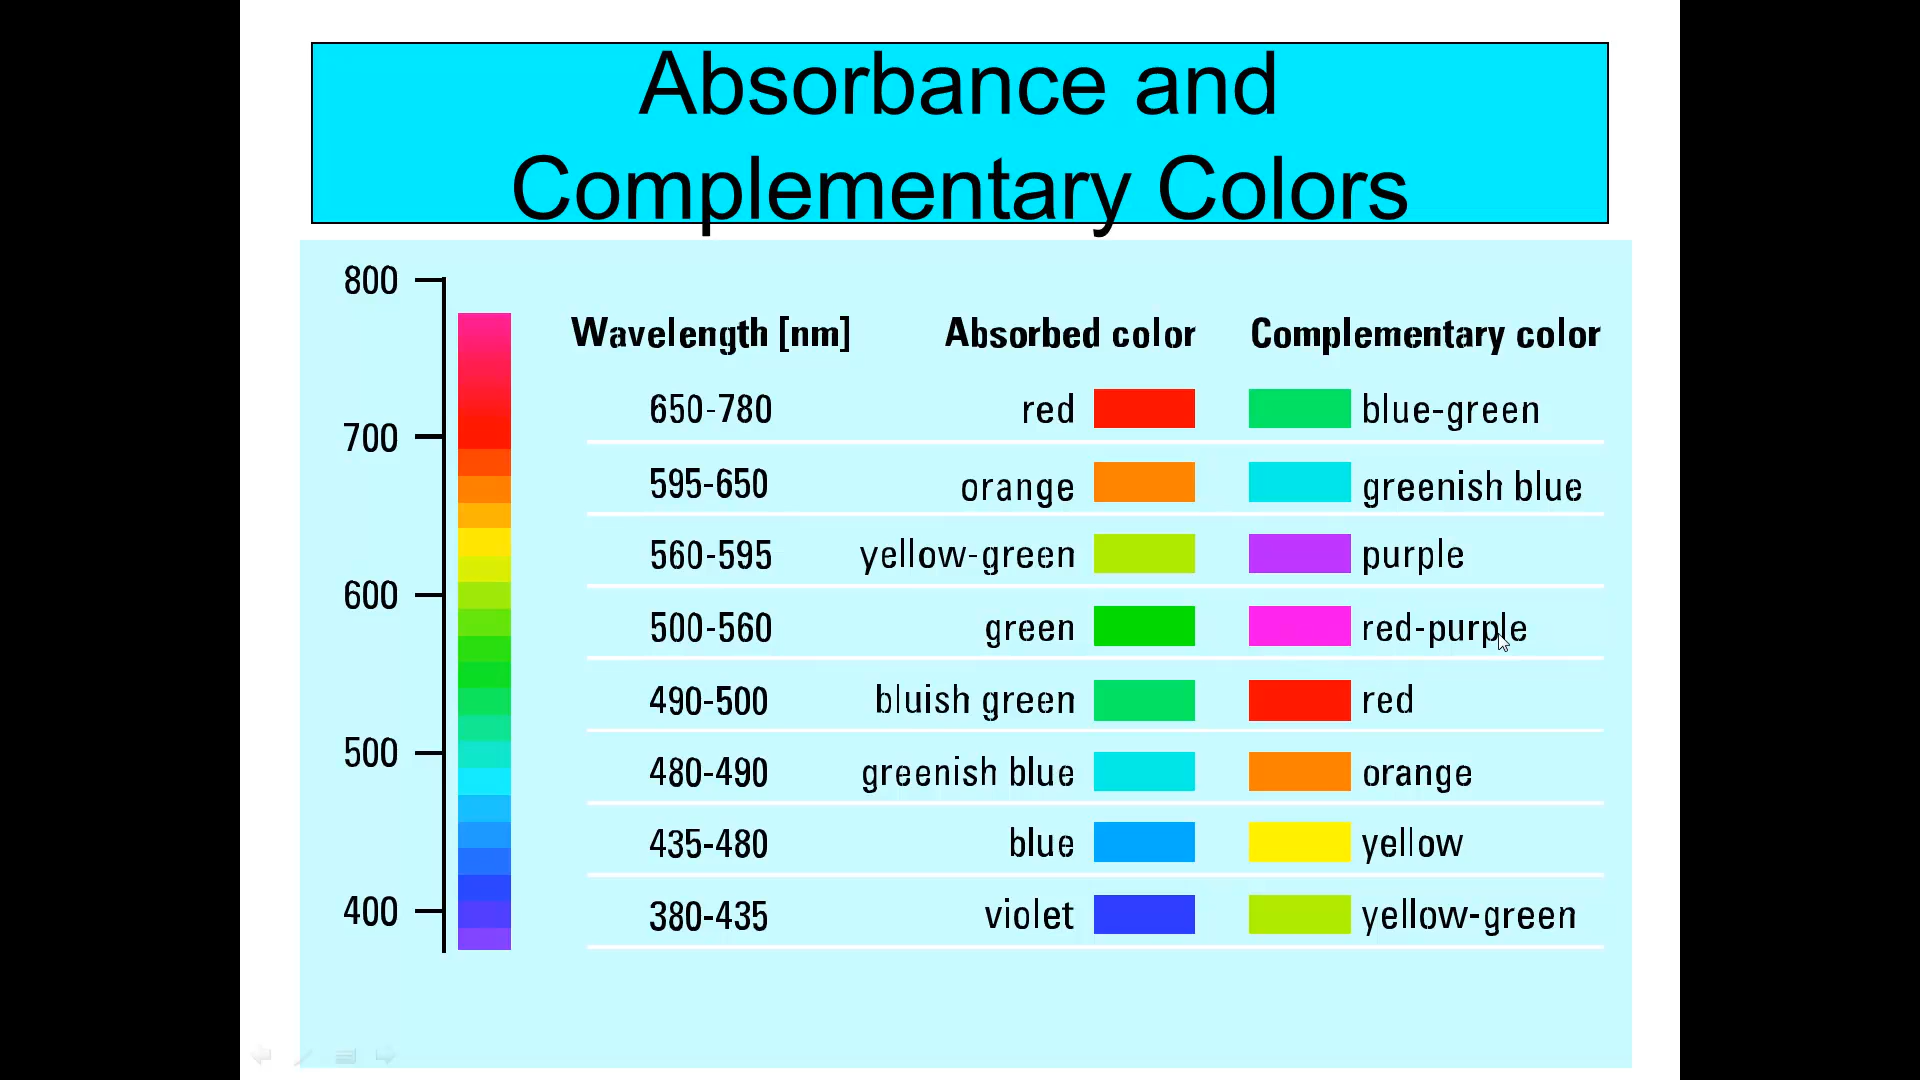 Absorbance and
Complementary Colors
800
700
600
500
400
Wavelength [nm] Absorbed color Complementary color
650-780 red blue-green
595-650 orange greenish blue
560-595 yellow-green purple
500-560 green red-purple
490-500 bluish green red
480-490 greenish blue orange
435-480 blue yellow
380-435 violet yellow-green